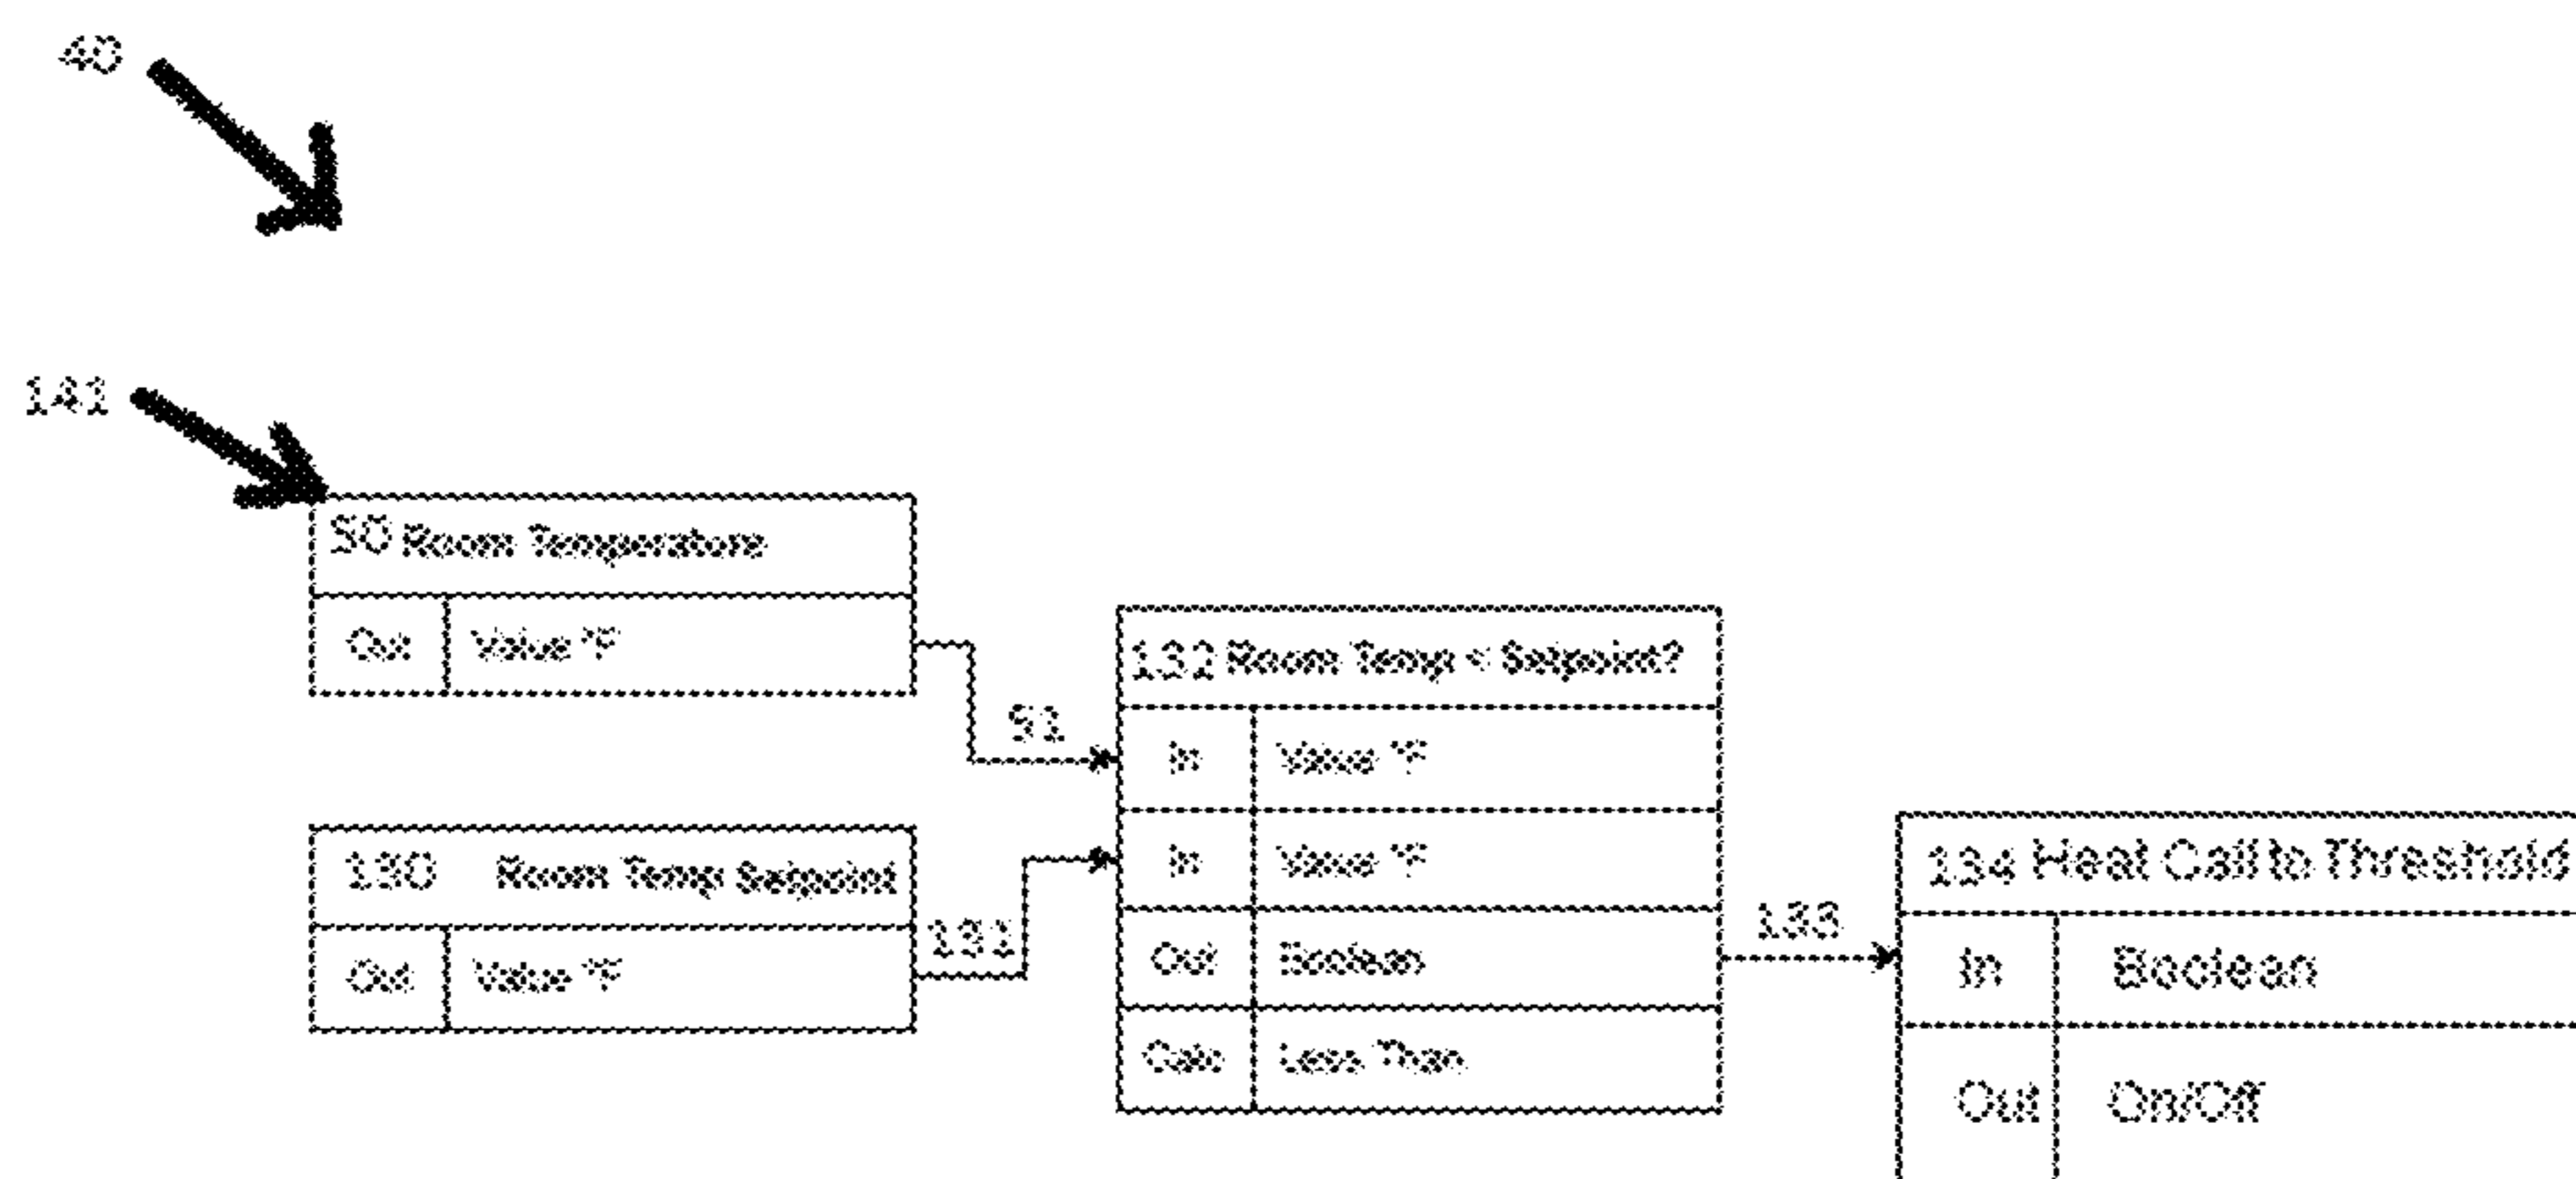 40
141
50 Room Temperature
Out Value °F
91
130 Room Temp Setpoint
Out Value °F
131
132 Room Temp < Setpoint?
In Value °F
In Value °F
Out Boolean
Calc Less Than
133
134 Heat Call to Threshold
In Boolean
Out On/Off